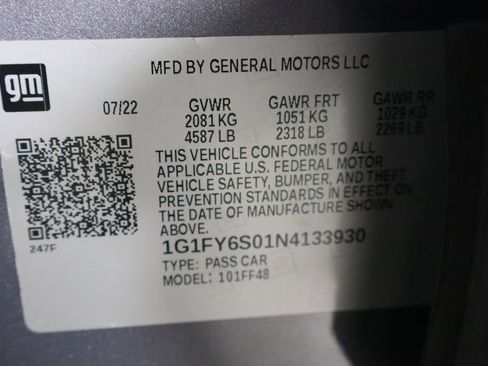 gm
MFD BY GENERAL MOTORS LLC
07/22 GVWR GAWR FRT GAWR RR
2081 KG 1051 KG 1029 KG
4587 LB 2318 LB 2269 LB
THIS VEHICLE CONFORMS TO ALL
APPLICABLE U.S. FEDERAL MOTOR
VEHICLE SAFETY, BUMPER, AND THEFT
PREVENTION STANDARDS IN EFFECT ON
THE DATE OF MANUFACTURE SHOWN
ABOVE.
247F
1G1FY6S01N4133930
TYPE: PASS CAR
MODEL: 101FF48